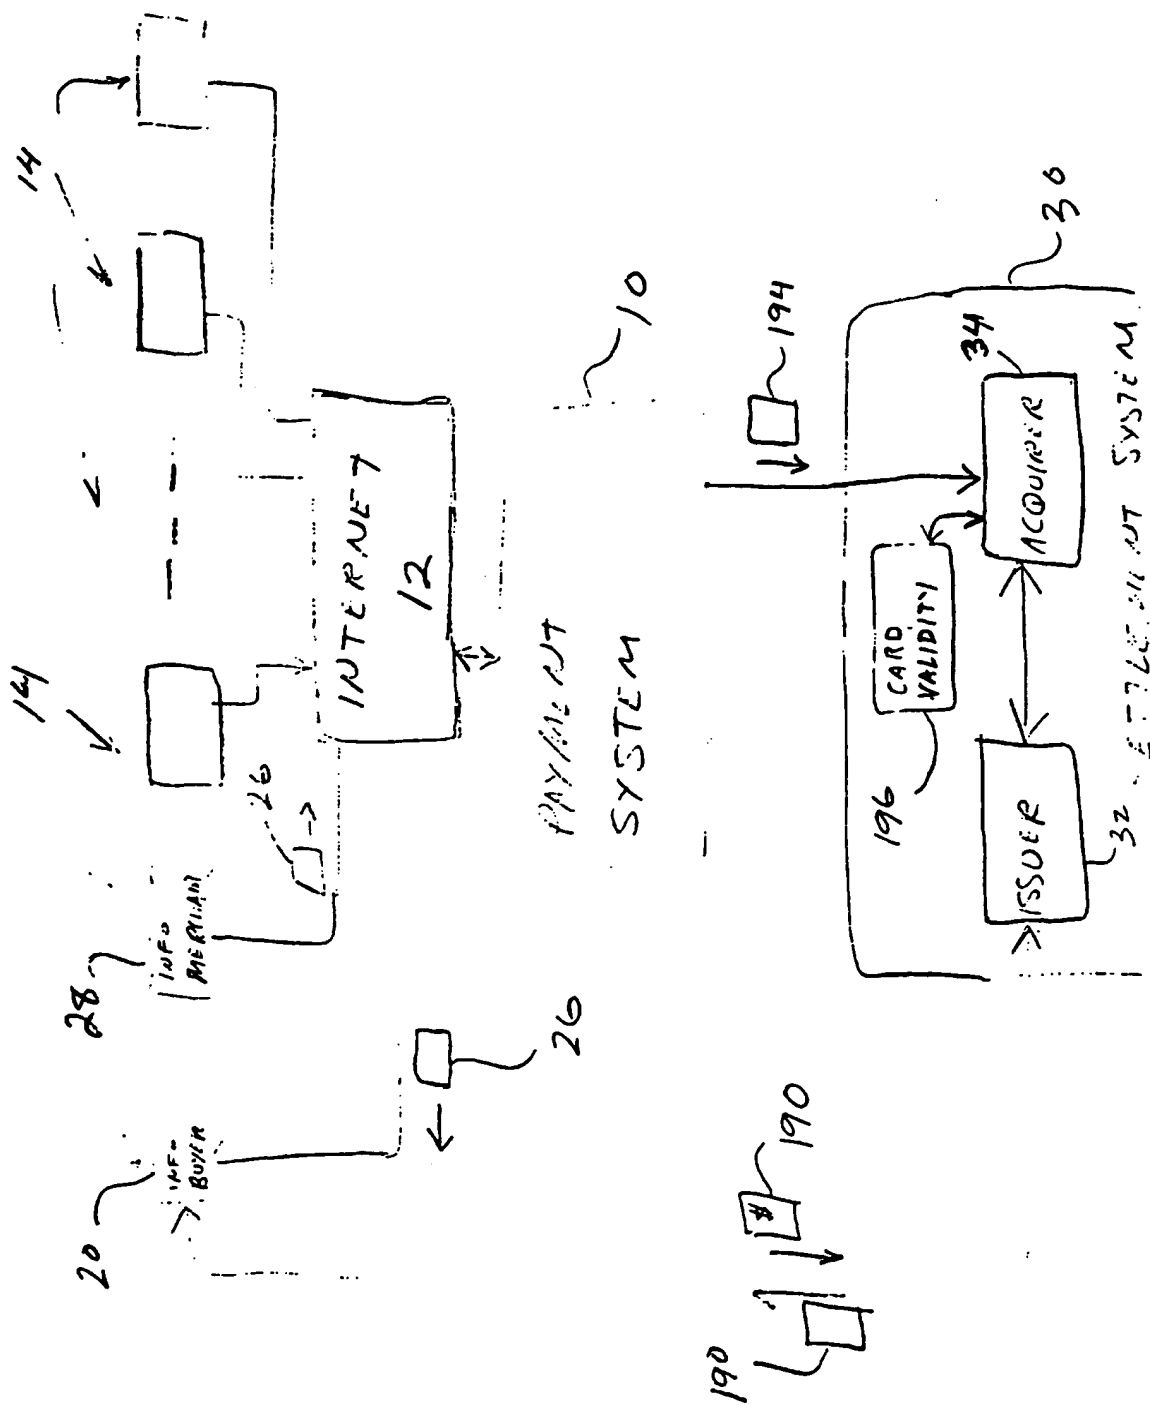 20
28
14
14
INFO
BUYER
INFO
26
INTERNET
12
26
PAYMENT
SYSTEM
10
190
$
190
194
196
CARD
VALIDITY
ISSUER
32
ACQUIRER
34
30
SYSTEM